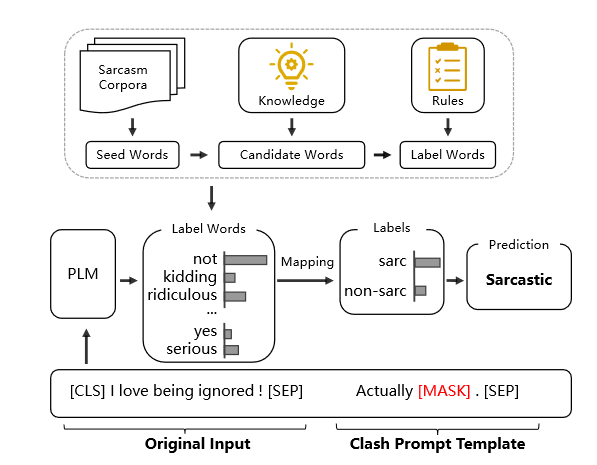 Sarcasm
Corpora
Knowledge
Rules
Seed Words
Candidate Words
Label Words
Label Words
Labels
Prediction
PLM
not
kidding
ridiculous
...
yes
serious
Mapping
sarc
non-sarc
Sarcastic
[CLS] I love being ignored ! [SEP]
Actually [MASK] . [SEP]
Original Input
Clash Prompt Template